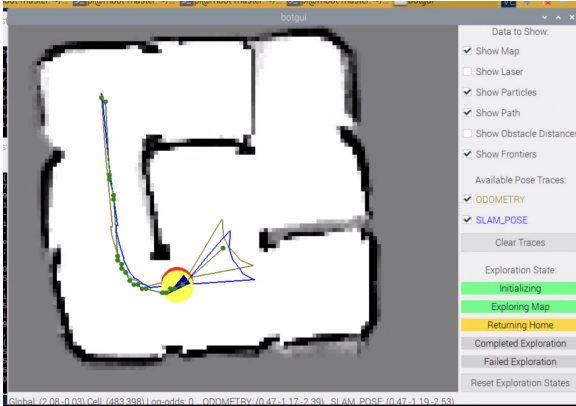 botgui
Data to Show:
Show Map
Show Laser
Show Particles
Show Path
Show Obstacle Distances
Show Frontiers
Available Pose Traces:
ODOMETRY
SLAM_POSE
Clear Traces
Exploration State:
Initializing
Exploring Map
Returning Home
Completed Exploration
Failed Exploration
Reset Exploration States
Global: (2.08 -0.03) Cell: (483 398) Log-odds: 0 ODOMETRY: (0.47 -1.17 -2.39) SLAM_POSE: (0.47 -1.19 -2.53)